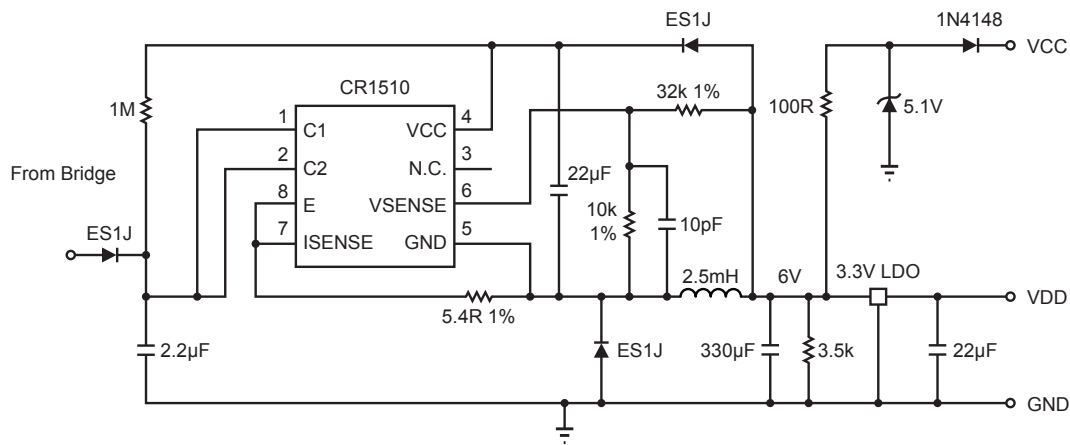 ES1J
1N4148
VCC
CR1510
32k 1%
1M
100R
5.1V
1
C1
VCC
4
2
C2
N.C.
3
From Bridge
22µF
8
E
VSENSE
6
10k
1%
10pF
ES1J
7
ISENSE
GND
5
2.5mH
6V
3.3V LDO
VDD
5.4R 1%
2.2µF
ES1J
330µF
3.5k
22µF
GND